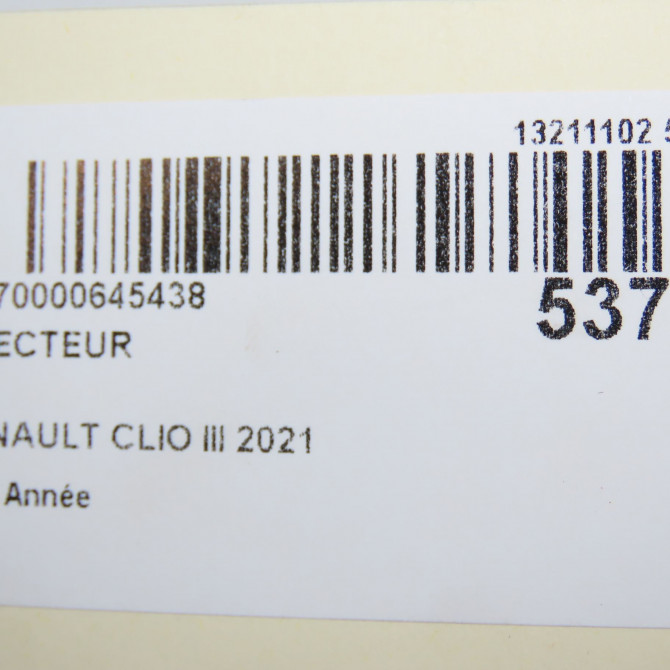 13211102 5
70000645438
537
ECTEUR
NAULT CLIO III 2021
Année